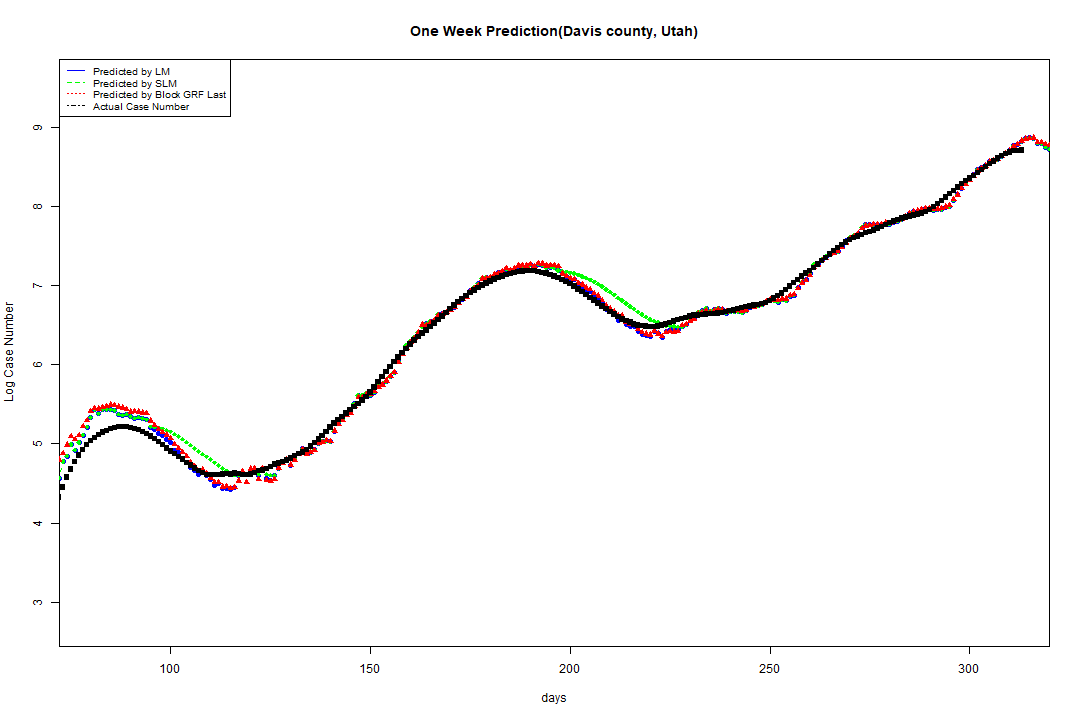 One Week Prediction(Davis county, Utah)
Predicted by LM
Predicted by SLM
Predicted by Block GRF Last
Actual Case Number
9
8
7
6
5
4
3
Log Case Number
100 150 200 250 300
days